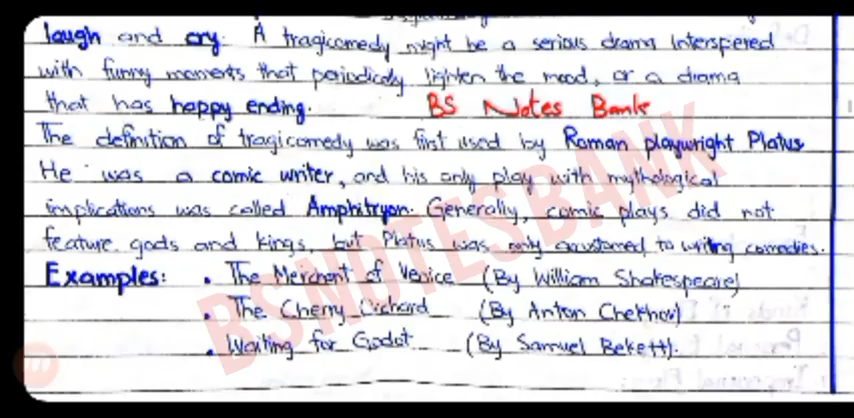 laugh and cry. A tragicomedy might be a serious drama interspered
with funny moments that periodically lighten the mood, or a drama
that has happy ending. BS Notes Bank
The definition of tragicomedy was first used by Roman playwright Platus
He was a comic writer, and his only play with mythological
implications was called Amphitryon. Generally, comic plays did not
feature gods and kings, but Platus was only acustomed to writing comedies.
Examples: • The Merchant of Venice (By William Shakespeare)
• The Cherry Orchard (By Anton Chekhov)
• Waiting for Godot (By Samuel Bekett).
BSNOTESBANK